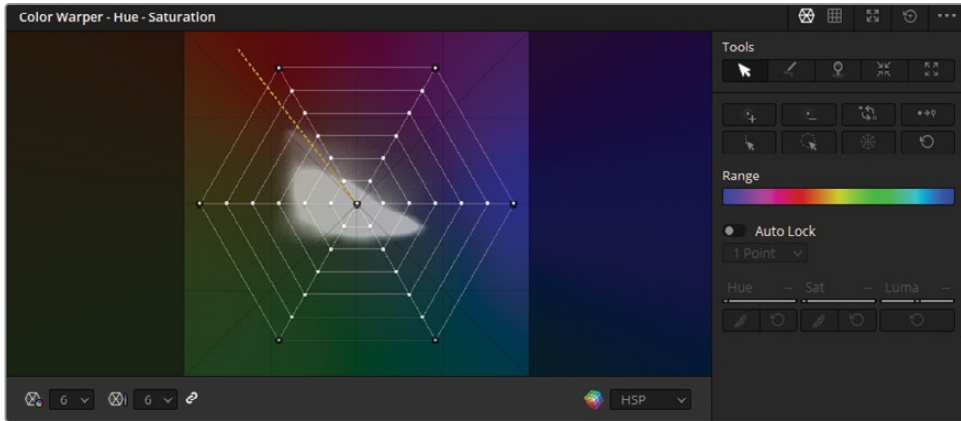 Color Warper - Hue - Saturation
Tools
Range
Auto Lock
1 Point
Hue -- Sat -- Luma --
6 6 HSP